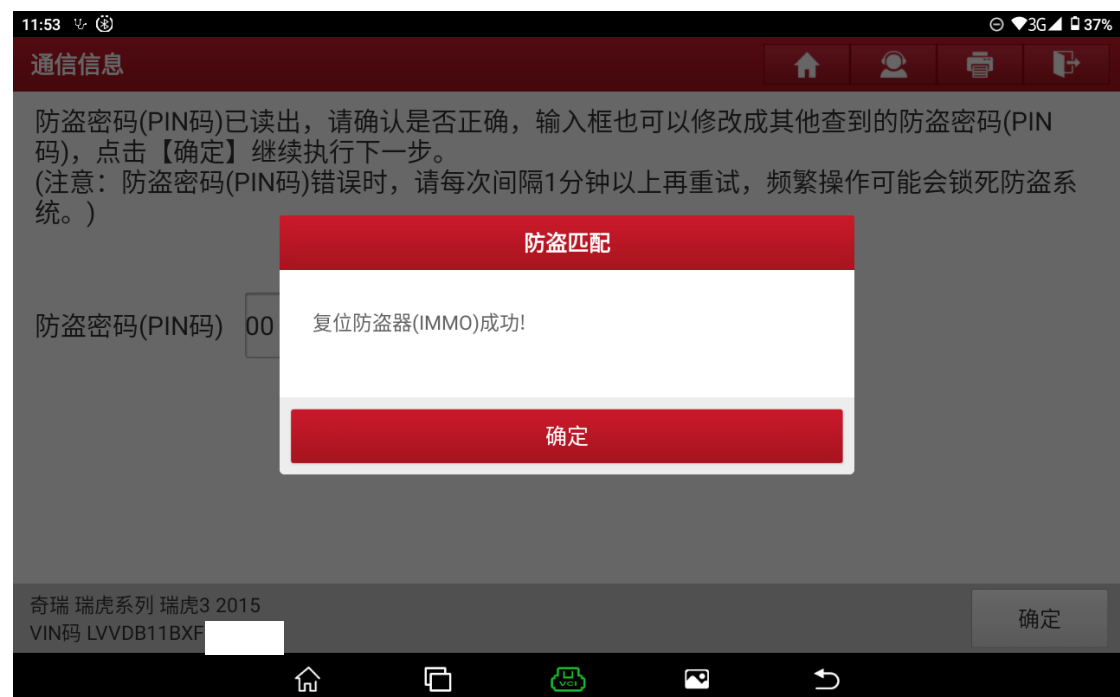 11:53 3G 37%
通信信息
防盗密码(PIN码)已读出，请确认是否正确，输入框也可以修改成其他查到的防盗密码(PIN
码)，点击【确定】继续执行下一步。
(注意：防盗密码(PIN码)错误时，请每次间隔1分钟以上再重试，频繁操作可能会锁死防盗系
统。)
防盗匹配
防盗密码(PIN码) 00
复位防盗器(IMMO)成功!
确定
奇瑞 瑞虎系列 瑞虎3 2015
VIN码 LVVDB11BXF
确定
VCI